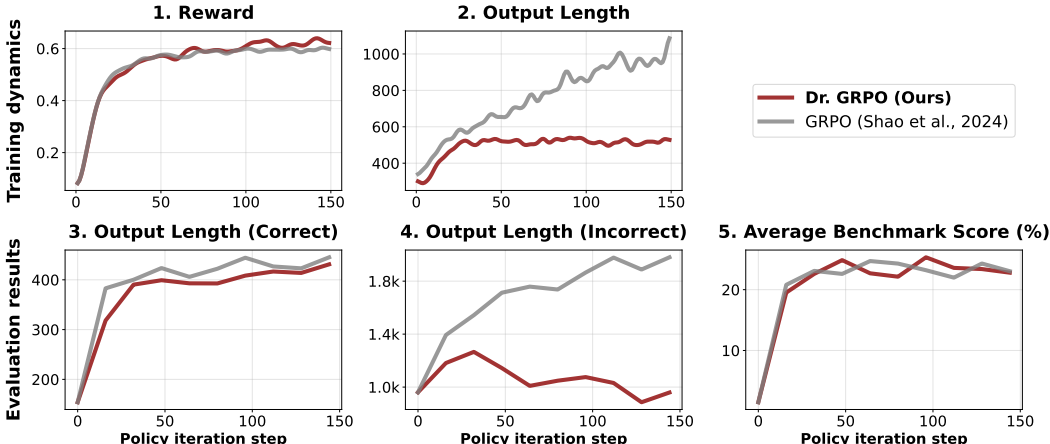 1. Reward
2. Output Length
Training dynamics
0.6
0.4
0.2
0
50
100
150
1000
800
600
400
0
50
100
150
Dr. GRPO (Ours)
GRPO (Shao et al., 2024)
3. Output Length (Correct)
4. Output Length (Incorrect)
5. Average Benchmark Score (%)
Evaluation results
400
300
200
0
50
100
150
Policy iteration step
1.8k
1.4k
1.0k
0
50
100
150
Policy iteration step
20
10
0
50
100
150
Policy iteration step